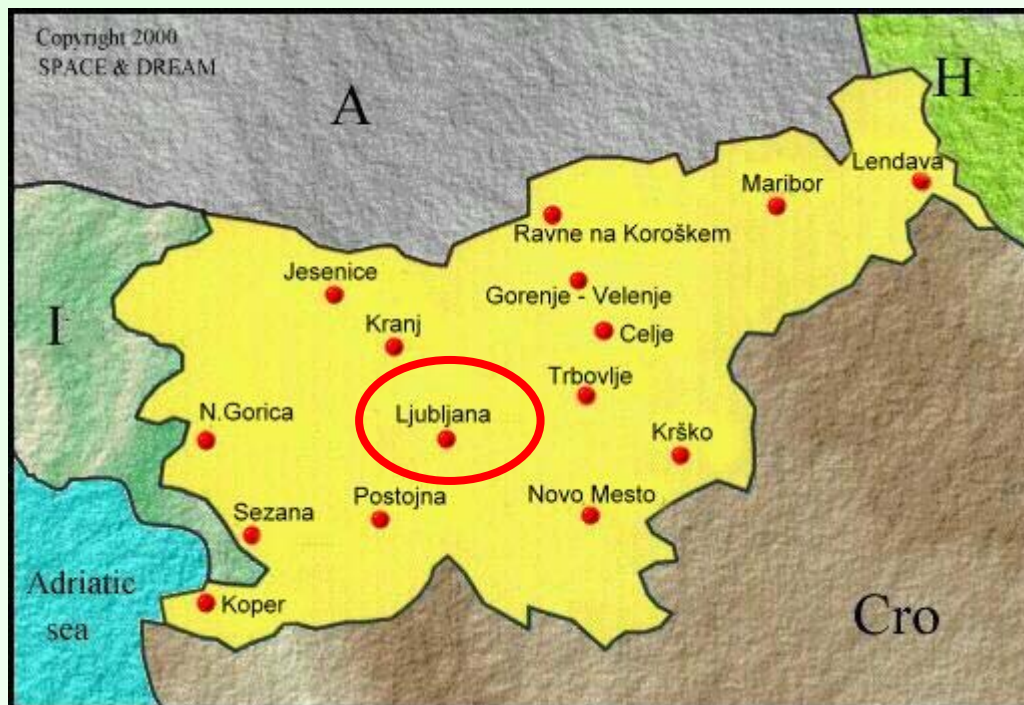 Copyright 2000
SPACE & DREAM
A
H
Lendava
Maribor
Ravne na Koroškem
Jesenice
Gorenje - Velenje
I
Kranj
Celje
Trbovlje
N.Gorica
Ljubljana
Krško
Postojna
Novo Mesto
Sezana
Adriatic
sea
Koper
Cro